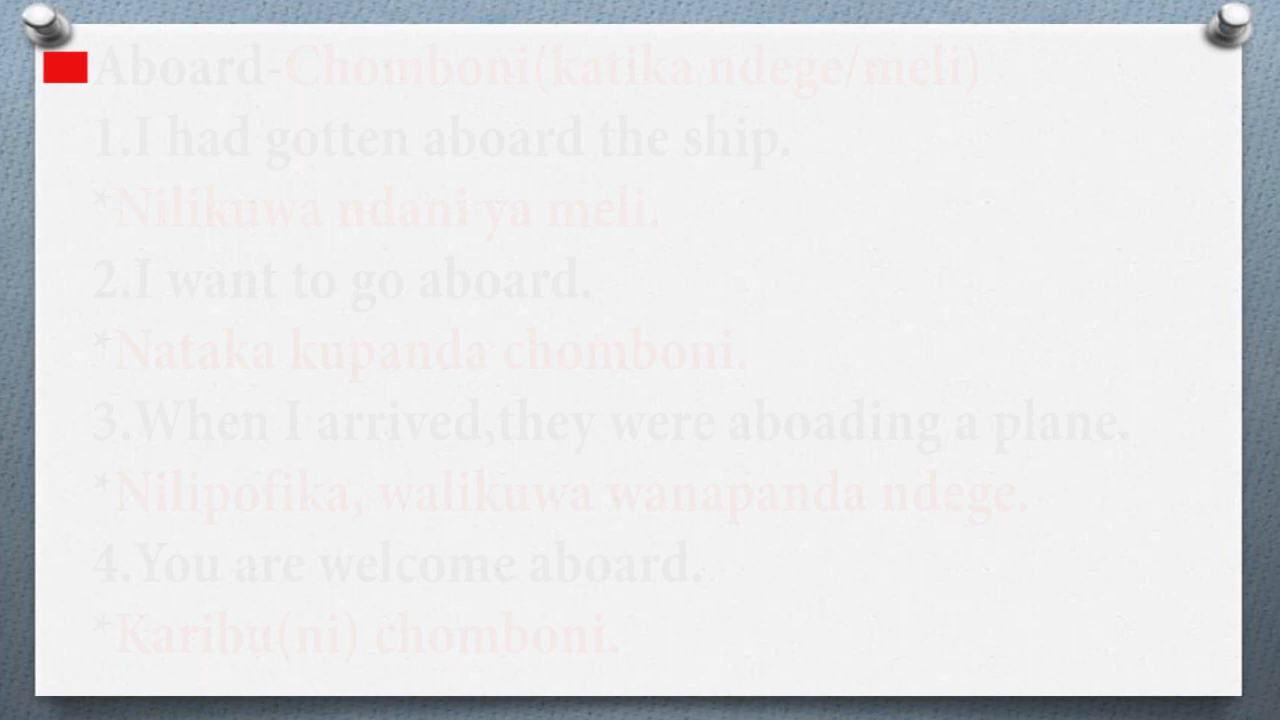 Aboard-Chomboni(katika ndege/meli)
1.I had gotten aboard the ship.
*Nilikuwa ndani ya meli.
2.I want to go aboard.
*Nataka kupanda chomboni.
3.When I arrived,they were aboading a plane.
*Nilipofika, walikuwa wanapanda ndege.
4.You are welcome aboard.
*Karibu(ni) chomboni.